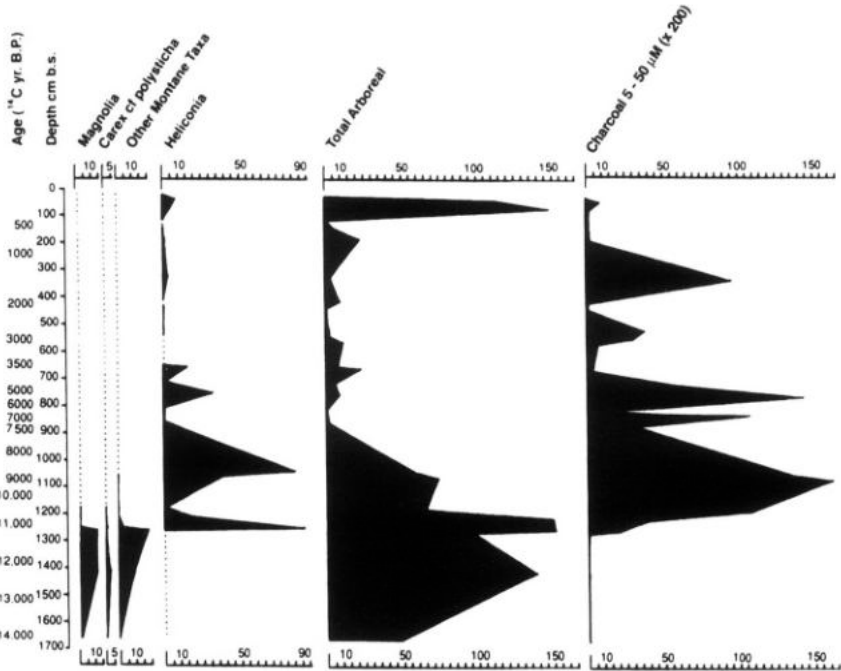 Age (¹⁴C yr. B.P.)
Depth cm b.s.
Magnolia
Carex cf polysticha
Other Montane Taxa
Heliconia
Total Arboreal
Charcoal 5 - 50 µM (x 200)
10 5 10 10 50 90 10 50 100 150 10 50 100 150
0
100
500 200
1000 300
400
2000 500
3000 600
3500 700
5000 800
6000
7000
7500 900
8000 1000
9000 1100
10.000 1200
11.000 1300
12.000 1400
13.000 1500
1600
14.000 1700
10 5 10 10 50 90 50 100 150 10 50 100 150